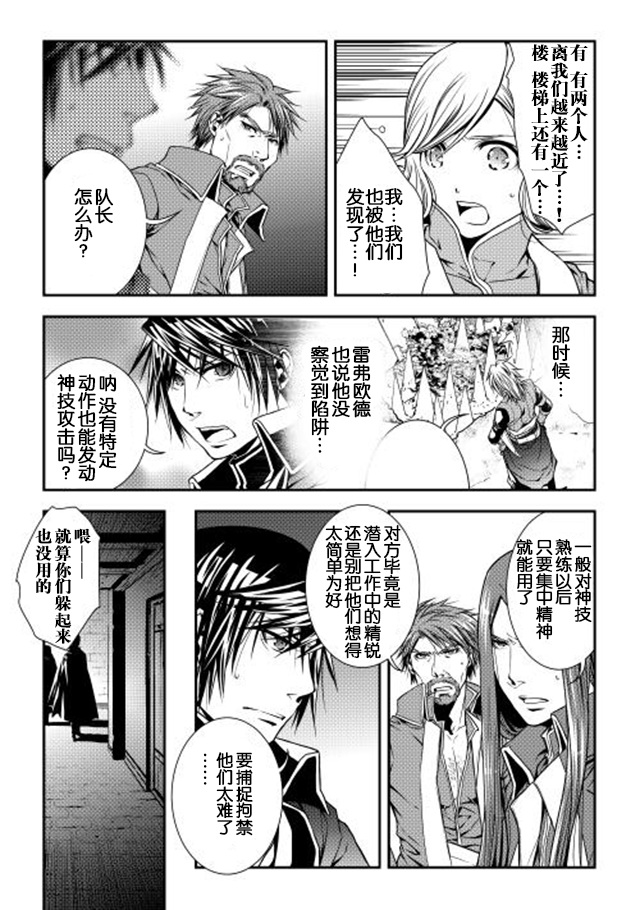 有 有两个人…
离我们越来越近了…！
楼 楼梯上还有一个…
我…我们
也被他们
发现了…！
队长
怎么办？
那时候…
雷弗欧德
也说他没
察觉到陷阱
…
呐 没有特定
动作也能发动
神技攻击吗？
一般对神技
熟练以后
只要集中精神
就能用了
对方毕竟是
潜入工作中的精锐
还是别把他们想得
太简单为好
要捕捉拘禁
他们太难了
……
喂——
就算你们躲起来
也没用的